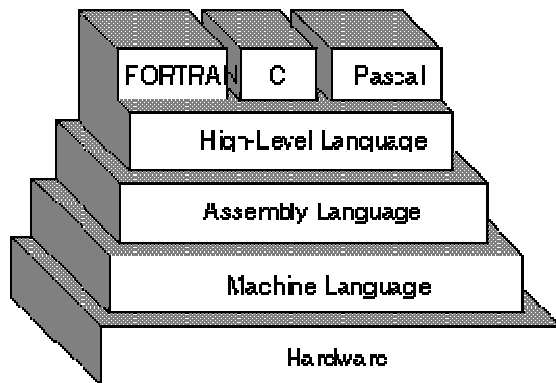 FORTRAN C Pascal
High-Level Language
Assembly Language
Machine Language
Hardware